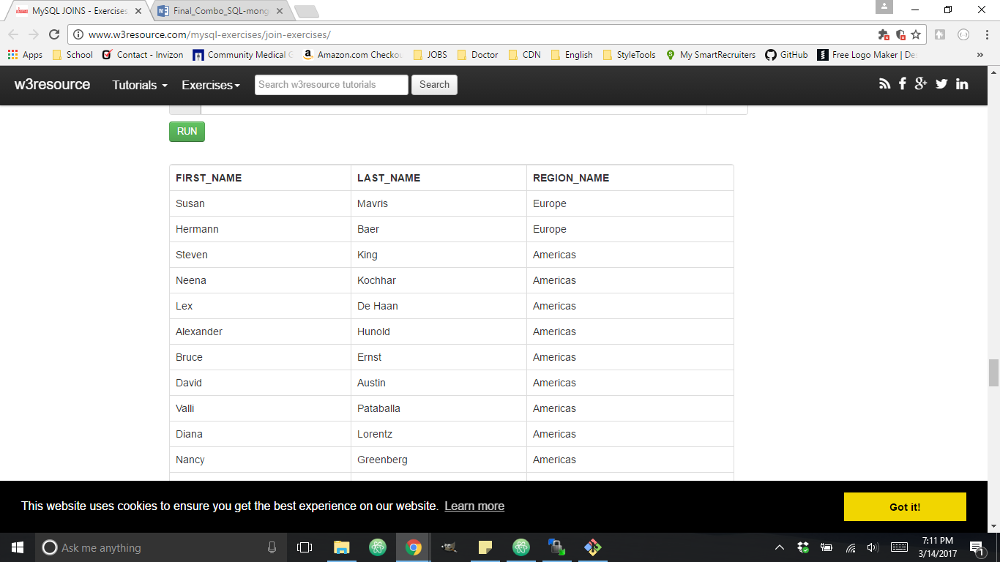 MySQL JOINS - Exercises
Final_Combo_SQL-mong
www.w3resource.com/mysql-exercises/join-exercises/
Apps School Contact - Invizon Community Medical Amazon.com Checkou JOBS Doctor CDN English StyleTools My SmartRecruiters GitHub Free Logo Maker | De »
w3resource Tutorials Exercises Search w3resource tutorials Search
RUN
FIRST_NAME LAST_NAME REGION_NAME
Susan Mavris Europe
Hermann Baer Europe
Steven King Americas
Neena Kochhar Americas
Lex De Haan Americas
Alexander Hunold Americas
Bruce Ernst Americas
David Austin Americas
Valli Pataballa Americas
Diana Lorentz Americas
Nancy Greenberg Americas
This website uses cookies to ensure you get the best experience on our website. Learn more Got it!
Ask me anything
7:11 PM
3/14/2017
1